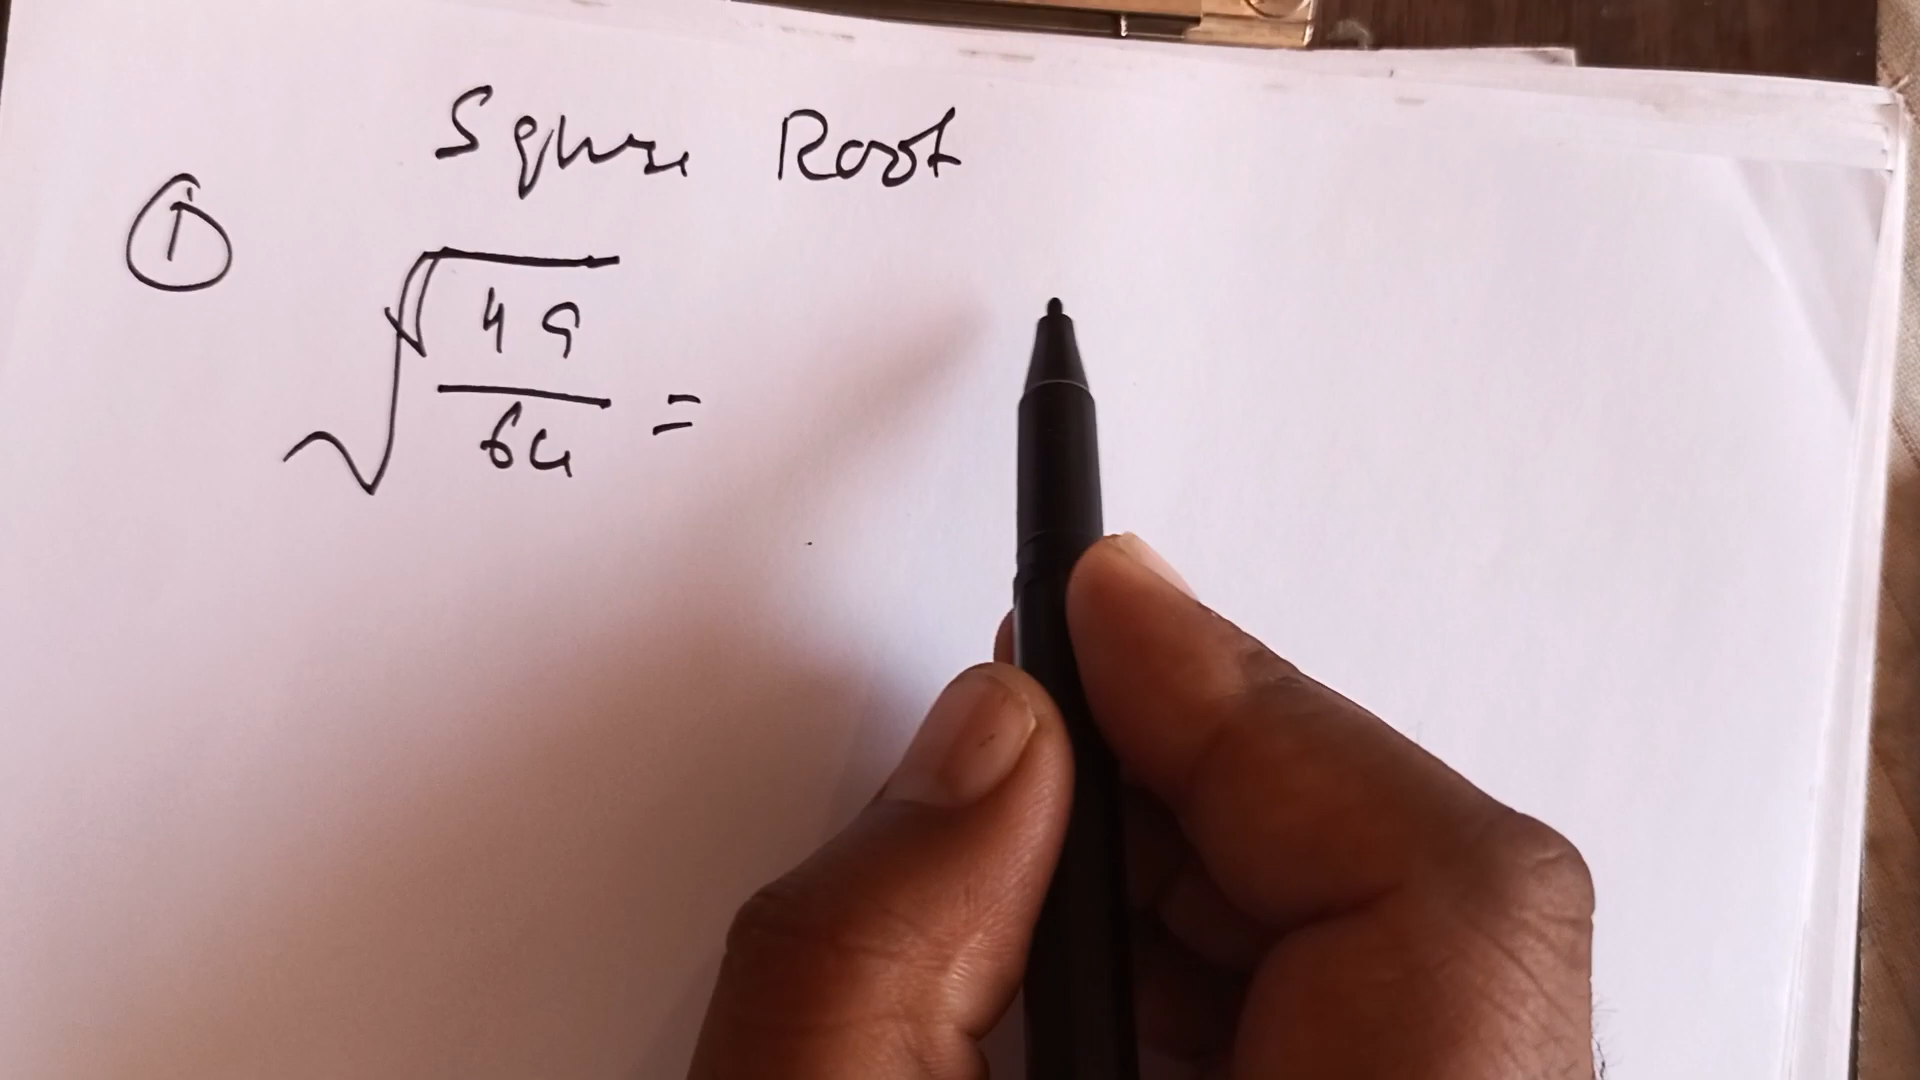 Square Root
① √49/64 =